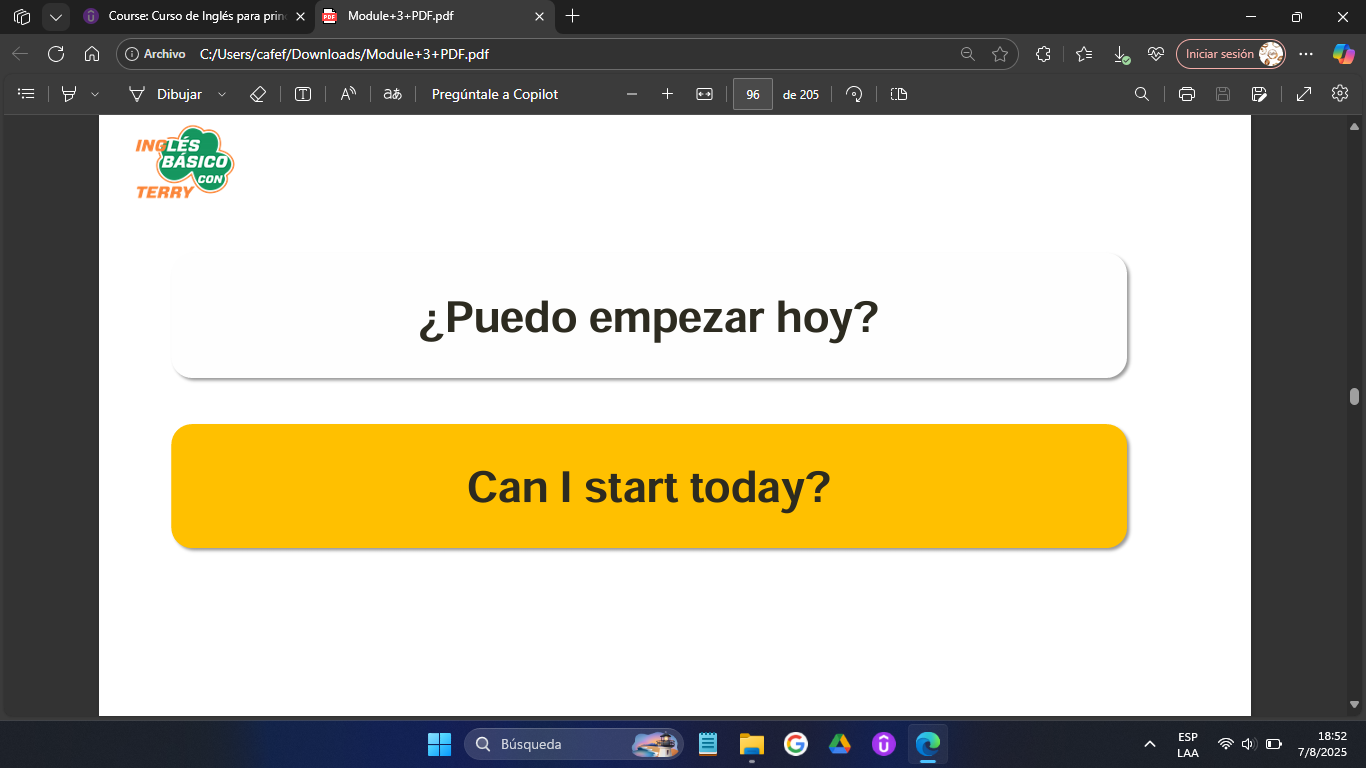 Course: Curso de Inglés para prin
Module+3+PDF.pdf
Archivo C:/Users/cafef/Downloads/Module+3+PDF.pdf
Iniciar sesión
Dibujar
Pregúntale a Copilot
96 de 205
INGLÉS
BÁSICO
CON
TERRY
¿Puedo empezar hoy?
Can I start today?
Búsqueda
ESP
LAA
18:52
7/8/2025